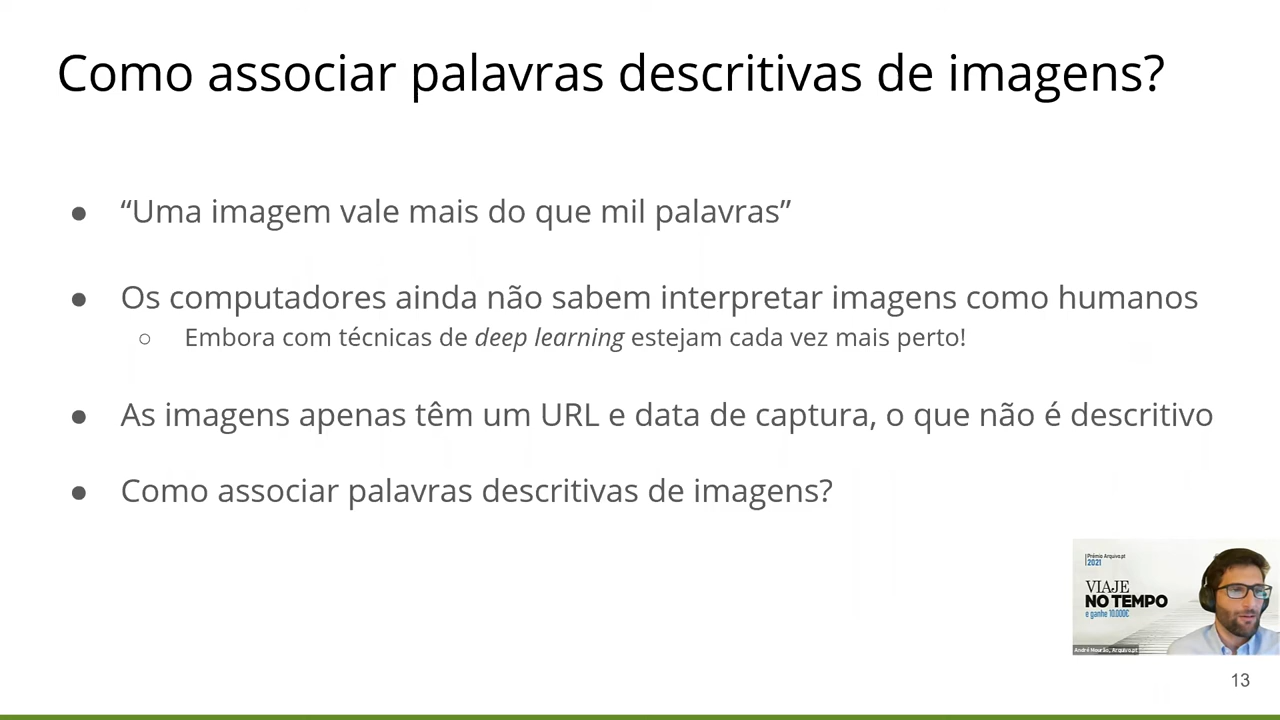 Como associar palavras descritivas de imagens?
● “Uma imagem vale mais do que mil palavras”
● Os computadores ainda não sabem interpretar imagens como humanos
○ Embora com técnicas de deep learning estejam cada vez mais perto!
● As imagens apenas têm um URL e data de captura, o que não é descritivo
● Como associar palavras descritivas de imagens?
Prémio Arquivo.pt
2021
VIAJE
NO TEMPO
e ganhe 10.000€
André Mourão, Arquivo.pt
13